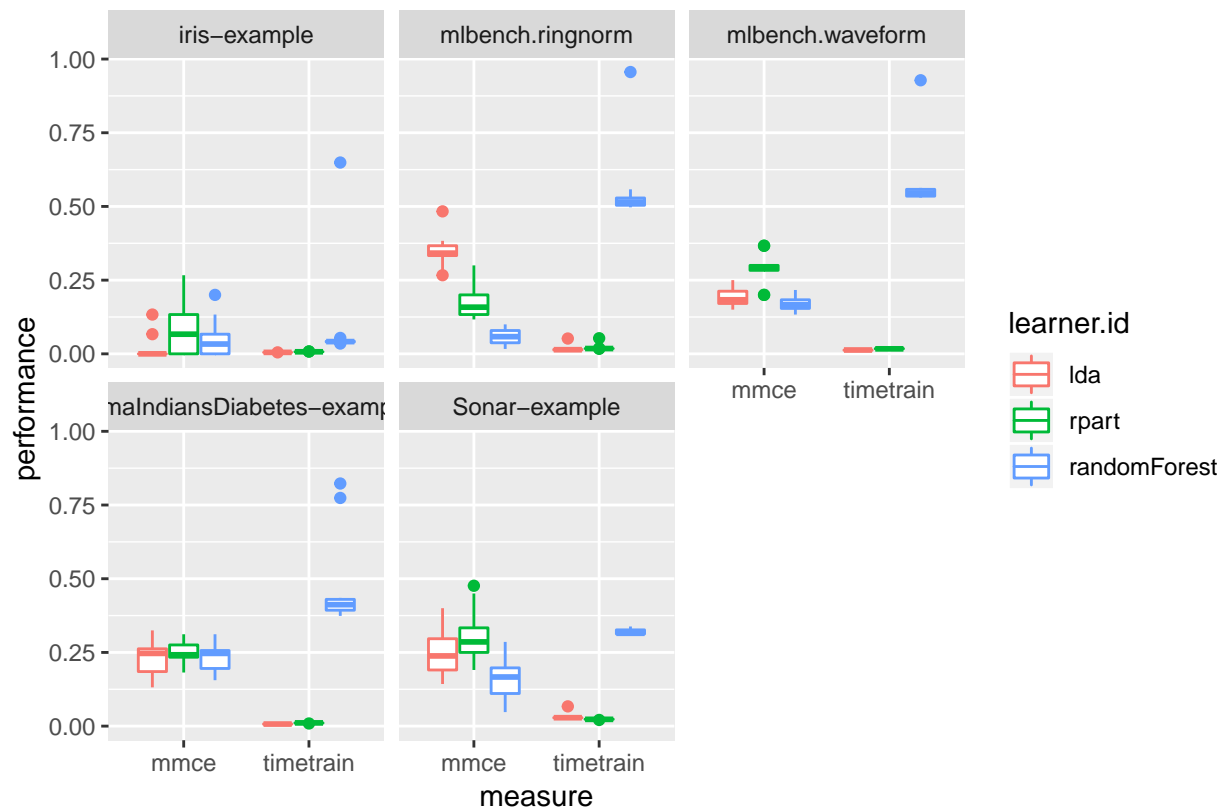 iris−example
mlbench.ringnorm
mlbench.waveform
performance
1.00
0.75
0.50
0.25
0.00
mmce
timetrain
maIndiansDiabetes−examp
Sonar−example
1.00
0.75
0.50
0.25
0.00
mmce
timetrain
mmce
timetrain
measure
learner.id
lda
rpart
randomForest